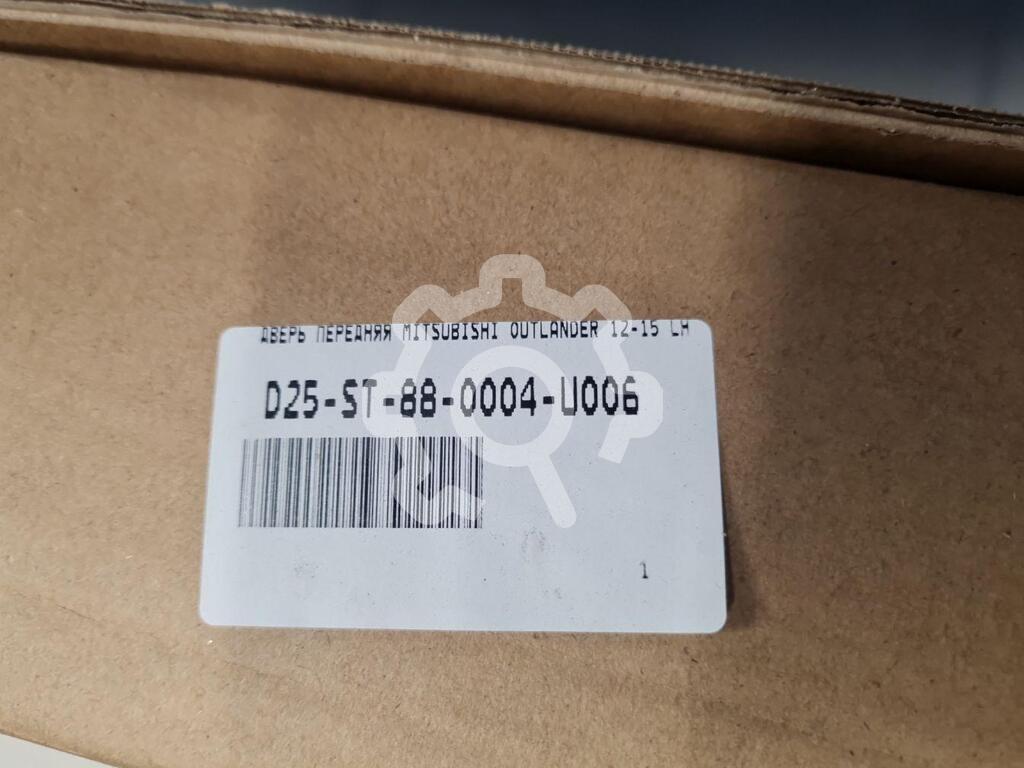 ДВЕРЬ ПЕРЕДНЯЯ MITSUBISHI OUTLANDER 12-15 LH
D25-ST-88-0004-U006
1